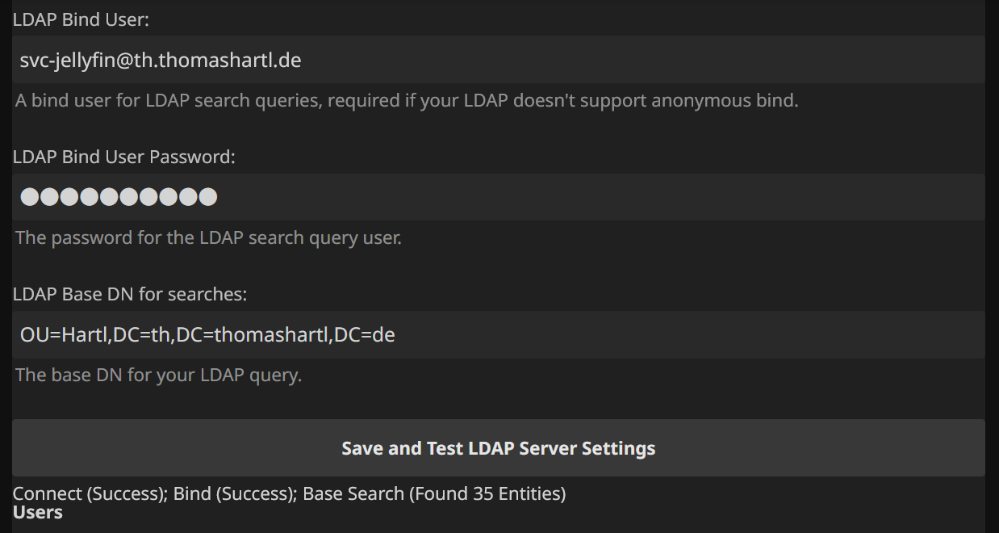 LDAP Bind User:
svc-jellyfin@th.thomashartl.de
A bind user for LDAP search queries, required if your LDAP doesn't support anonymous bind.
LDAP Bind User Password:
●●●●●●●●●●
The password for the LDAP search query user.
LDAP Base DN for searches:
OU=Hartl,DC=th,DC=thomashartl,DC=de
The base DN for your LDAP query.
Save and Test LDAP Server Settings
Connect (Success); Bind (Success); Base Search (Found 35 Entities)
Users